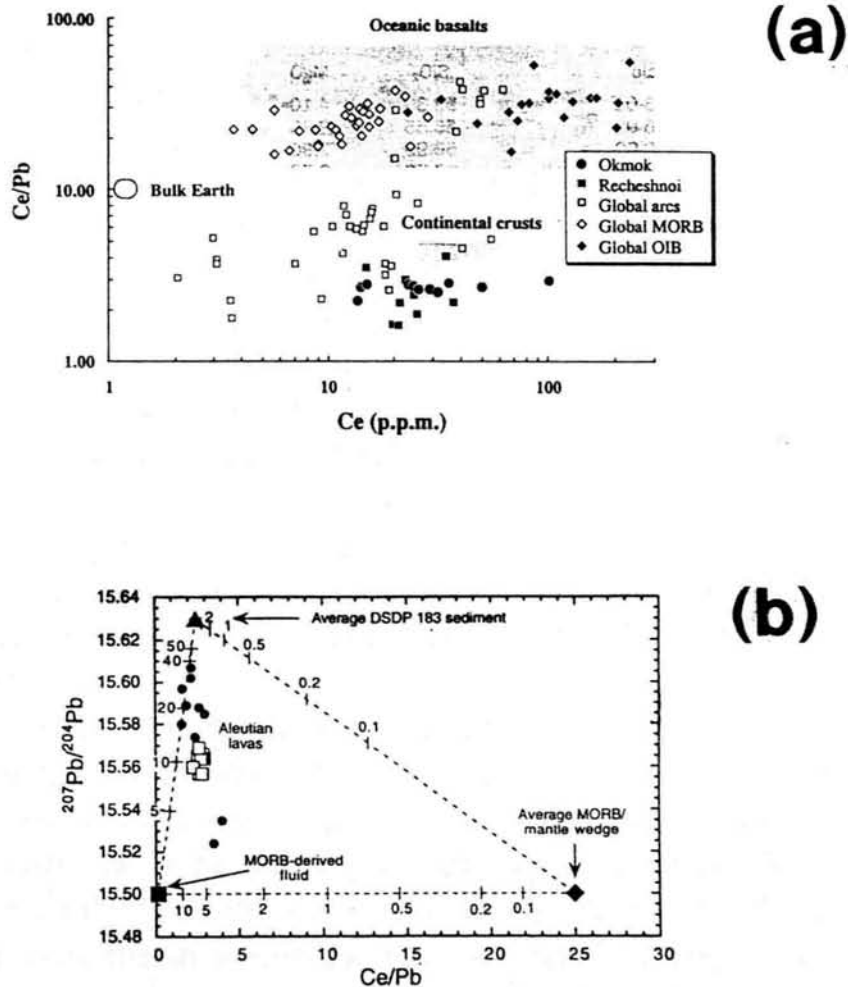 (a)
100.00
Oceanic basalts
Ce/Pb
10.00
Bulk Earth
Continental crusts
Okmok
Recheshnoi
Global arcs
Global MORB
Global OIB
1.00
1 10 100
Ce (p.p.m.)
(b)
15.64
15.62
15.60
15.58
15.56
15.54
15.52
15.50
15.48
207Pb/204Pb
2 1 0.5 0.2 0.1
Average DSDP 183 sediment
50
40
20
10
5
Aleutian
lavas
Average MORB/
mantle wedge
MORB-derived
fluid
10 5 2 1 0.5 0.2 0.1
0 5 10 15 20 25 30
Ce/Pb